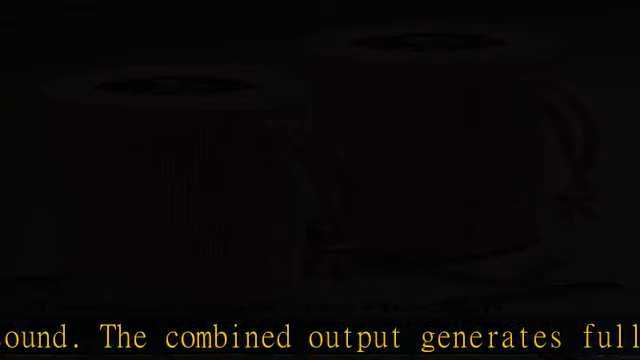 ound. The combined output generates full